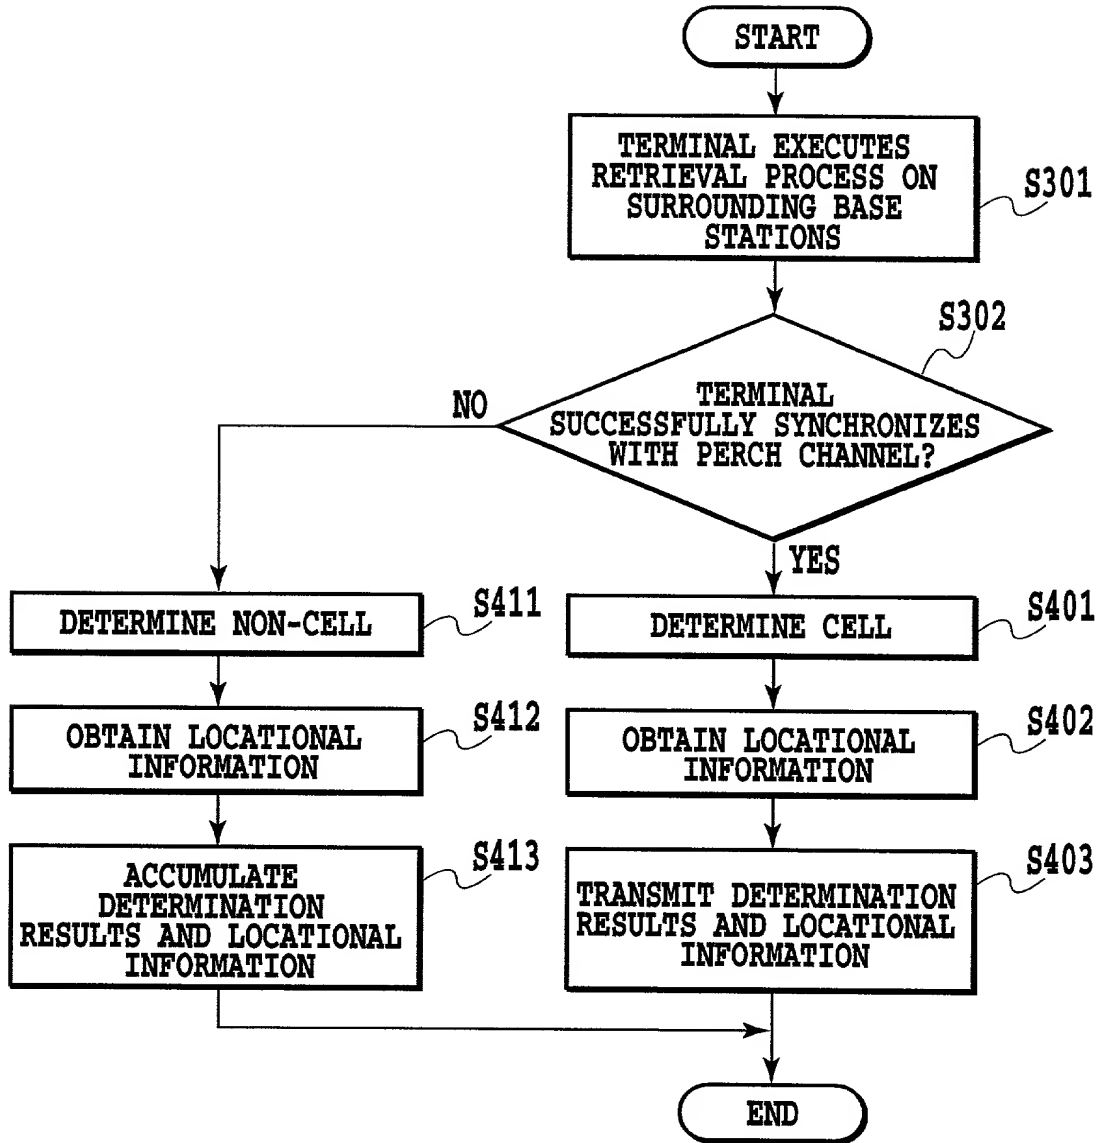 START
TERMINAL EXECUTES
RETRIEVAL PROCESS ON
SURROUNDING BASE
STATIONS
S301
S302
TERMINAL
SUCCESSFULLY SYNCHRONIZES
WITH PERCH CHANNEL?
NO
YES
DETERMINE NON-CELL
S411
DETERMINE CELL
S401
OBTAIN LOCATIONAL
INFORMATION
S412
OBTAIN LOCATIONAL
INFORMATION
S402
ACCUMULATE
DETERMINATION
RESULTS AND LOCATIONAL
INFORMATION
S413
TRANSMIT DETERMINATION
RESULTS AND LOCATIONAL
INFORMATION
S403
END